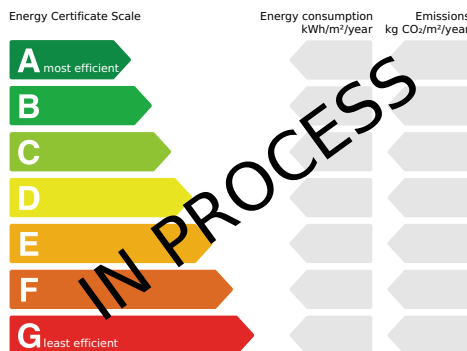 Energy Certificate Scale
Energy consumption
kWh/m²/year
Emissions
kg CO₂/m²/year
A most efficient
B
C
D
E
F
G least efficient
IN PROCESS